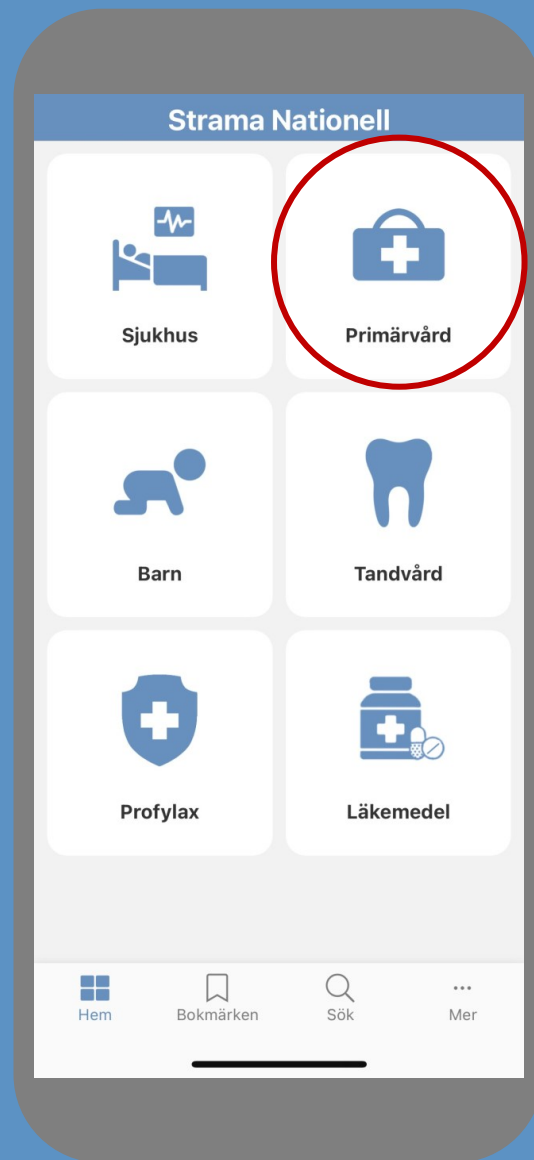 Strama Nationell
Sjukhus
Primärvård
Barn
Tandvård
Profylax
Läkemedel
Hem
Bokmärken
Sök
Mer